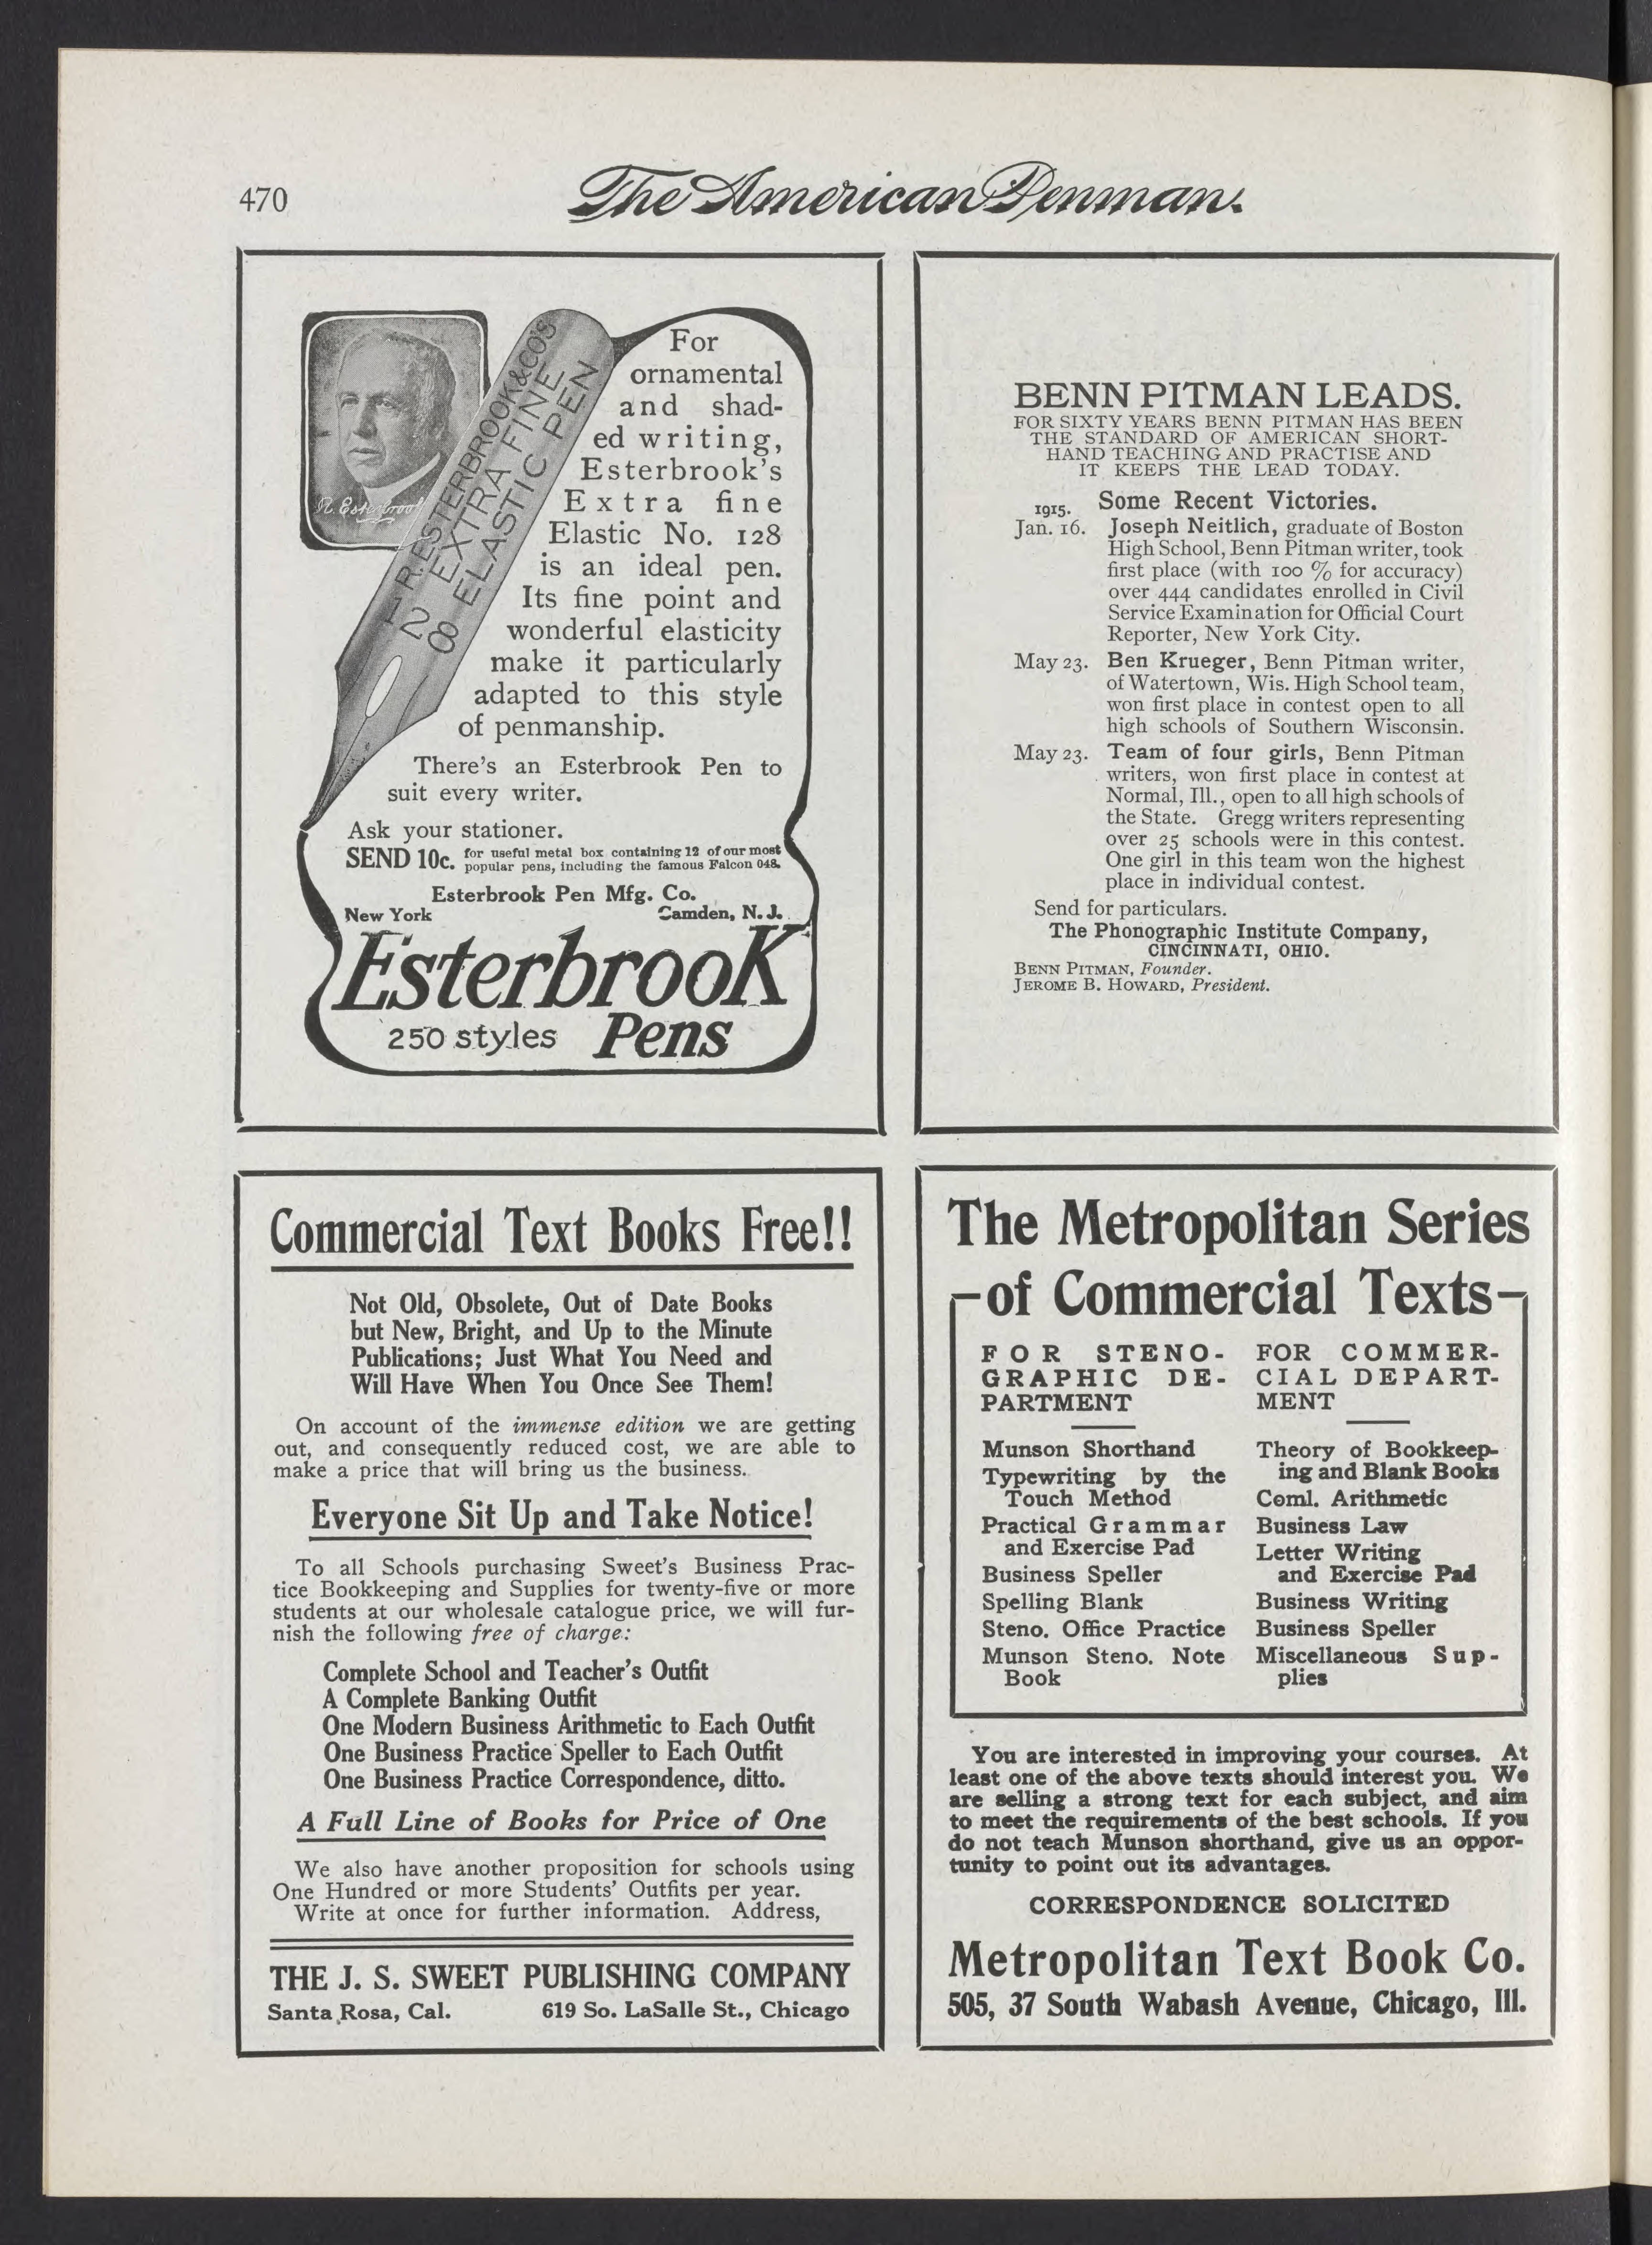 470
The American Penman.
R. Esterbrook
R. ESTERBROOK & CO'S
EXTRA FINE
ELASTIC PEN
128
For
ornamental
and shad-
ed writing,
Esterbrook's
Extra fine
Elastic No. 128
is an ideal pen.
Its fine point and
wonderful elasticity
make it particularly
adapted to this style
of penmanship.
There's an Esterbrook Pen to
suit every writer.
Ask your stationer.
SEND 10c. for useful metal box containing 12 of our most
popular pens, including the famous Falcon 048.
Esterbrook Pen Mfg. Co.
New York Camden, N. J.
Esterbrook
250 styles Pens
BENN PITMAN LEADS.
FOR SIXTY YEARS BENN PITMAN HAS BEEN
THE STANDARD OF AMERICAN SHORT-
HAND TEACHING AND PRACTISE AND
IT KEEPS THE LEAD TODAY.
Some Recent Victories.
1915.
Jan. 16. Joseph Neitlich, graduate of Boston
High School, Benn Pitman writer, took
first place (with 100 % for accuracy)
over 444 candidates enrolled in Civil
Service Examination for Official Court
Reporter, New York City.
May 23. Ben Krueger, Benn Pitman writer,
of Watertown, Wis. High School team,
won first place in contest open to all
high schools of Southern Wisconsin.
May 23. Team of four girls, Benn Pitman
writers, won first place in contest at
Normal, Ill., open to all high schools of
the State. Gregg writers representing
over 25 schools were in this contest.
One girl in this team won the highest
place in individual contest.
Send for particulars.
The Phonographic Institute Company,
CINCINNATI, OHIO.
BENN PITMAN, Founder.
JEROME B. HOWARD, President.
Commercial Text Books Free!!
Not Old, Obsolete, Out of Date Books
but New, Bright, and Up to the Minute
Publications; Just What You Need and
Will Have When You Once See Them!
On account of the immense edition we are getting
out, and consequently reduced cost, we are able to
make a price that will bring us the business.
Everyone Sit Up and Take Notice!
To all Schools purchasing Sweet's Business Prac-
tice Bookkeeping and Supplies for twenty-five or more
students at our wholesale catalogue price, we will fur-
nish the following free of charge:
Complete School and Teacher's Outfit
A Complete Banking Outfit
One Modern Business Arithmetic to Each Outfit
One Business Practice Speller to Each Outfit
One Business Practice Correspondence, ditto.
A Full Line of Books for Price of One
We also have another proposition for schools using
One Hundred or more Students' Outfits per year.
Write at once for further information. Address,
THE J. S. SWEET PUBLISHING COMPANY
Santa Rosa, Cal. 619 So. LaSalle St., Chicago
The Metropolitan Series
of Commercial Texts
FOR STENO-
GRAPHIC DE-
PARTMENT
Munson Shorthand
Typewriting by the
Touch Method
Practical Grammar
and Exercise Pad
Business Speller
Spelling Blank
Steno. Office Practice
Munson Steno. Note
Book
FOR COMMER-
CIAL DEPART-
MENT
Theory of Bookkeep-
ing and Blank Books
Coml. Arithmetic
Business Law
Letter Writing
and Exercise Pad
Business Writing
Business Speller
Miscellaneous Sup-
plies
You are interested in improving your courses. At
least one of the above texts should interest you. We
are selling a strong text for each subject, and aim
to meet the requirements of the best schools. If you
do not teach Munson shorthand, give us an oppor-
tunity to point out its advantages.
CORRESPONDENCE SOLICITED
Metropolitan Text Book Co.
505, 37 South Wabash Avenue, Chicago, Ill.